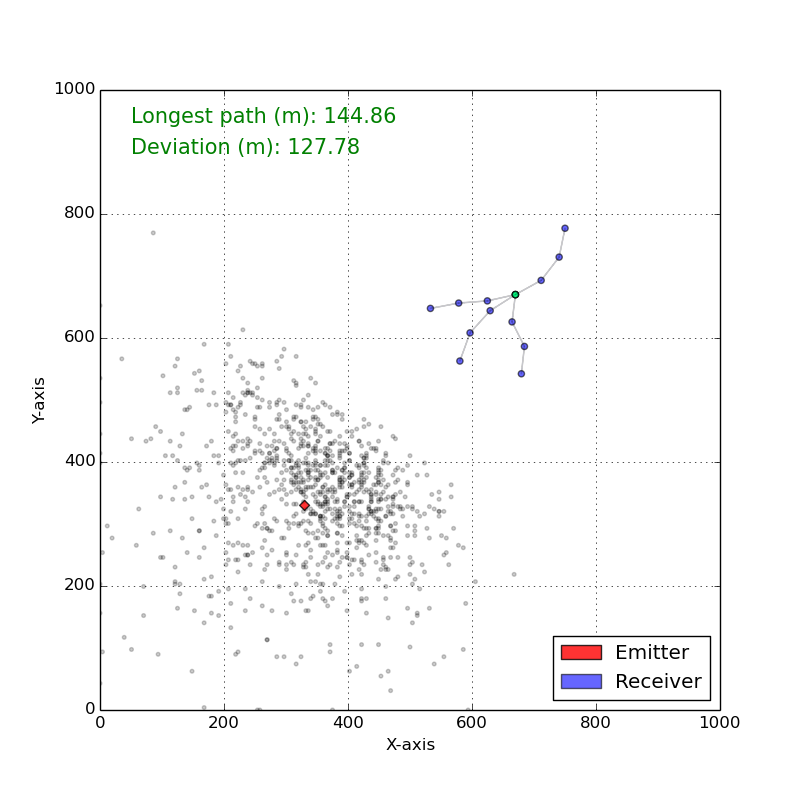 Longest path (m): 144.86
Deviation (m): 127.78
1000
800
600
400
200
0
Y-axis
0 200 400 600 800 1000
X-axis
Emitter
Receiver